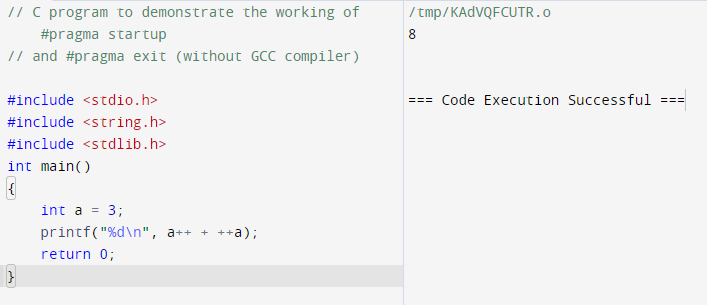 // C program to demonstrate the working of
#pragma startup
// and #pragma exit (without GCC compiler)
#include <stdio.h>
#include <string.h>
#include <stdlib.h>
int main()
{
    int a = 3;
    printf("%d\n", a++ + ++a);
    return 0;
}
/tmp/KAdVQFCUTR.o
8
=== Code Execution Successful ===